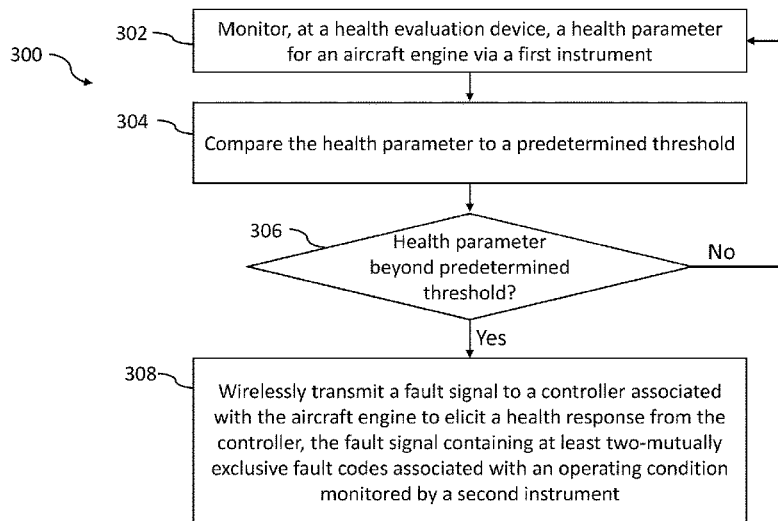 302
Monitor, at a health evaluation device, a health parameter
for an aircraft engine via a first instrument
300
304
Compare the health parameter to a predetermined threshold
306
Health parameter
beyond predetermined
threshold?
No
Yes
308
Wirelessly transmit a fault signal to a controller associated
with the aircraft engine to elicit a health response from the
controller, the fault signal containing at least two-mutually
exclusive fault codes associated with an operating condition
monitored by a second instrument